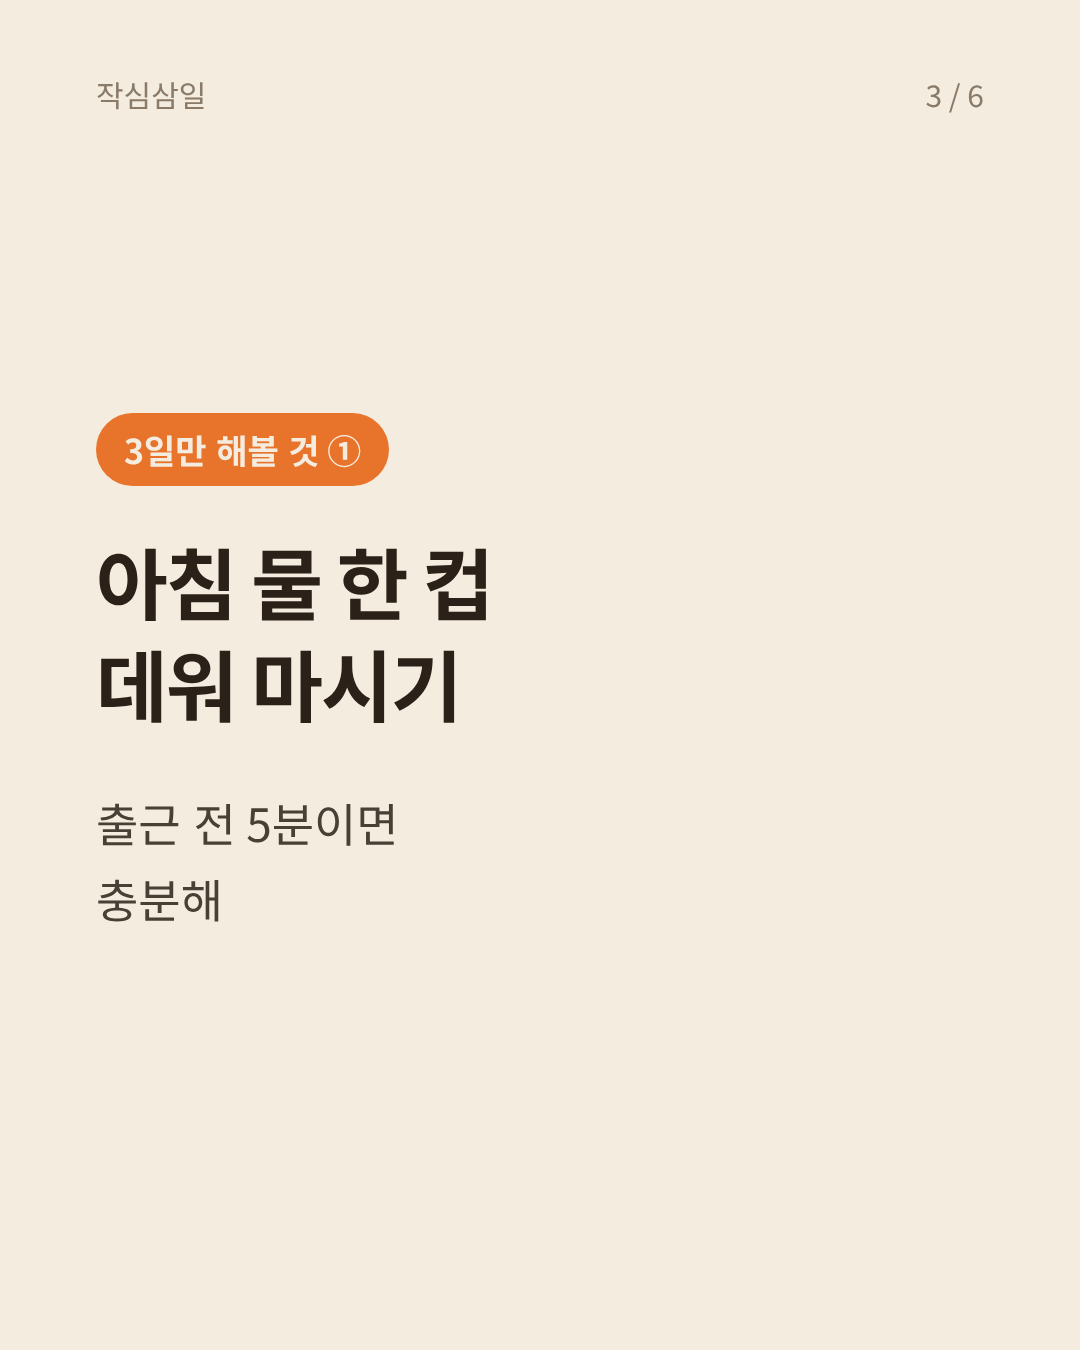 작심삼일
3 / 6
3일만 해볼 것 ①
아침 물 한 컵
데워 마시기
출근 전 5분이면
충분해